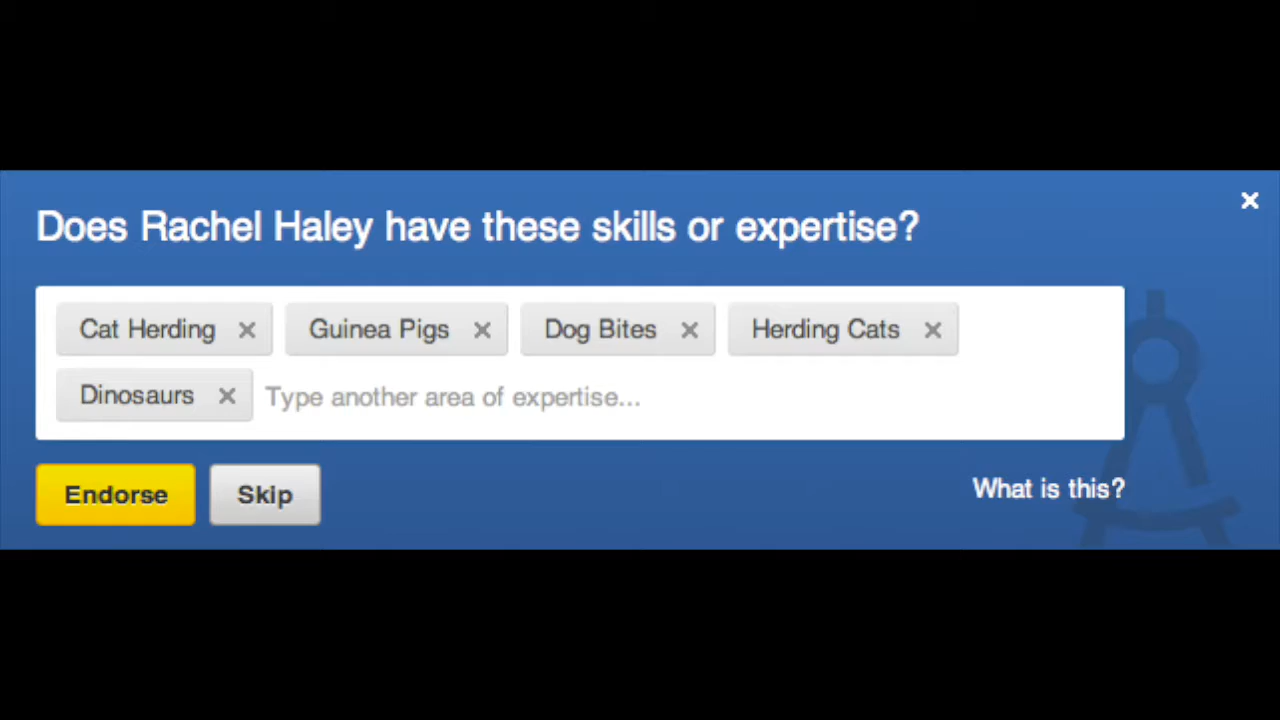 Does Rachel Haley have these skills or expertise?
Cat Herding Guinea Pigs Dog Bites Herding Cats
Dinosaurs Type another area of expertise...
Endorse Skip What is this?